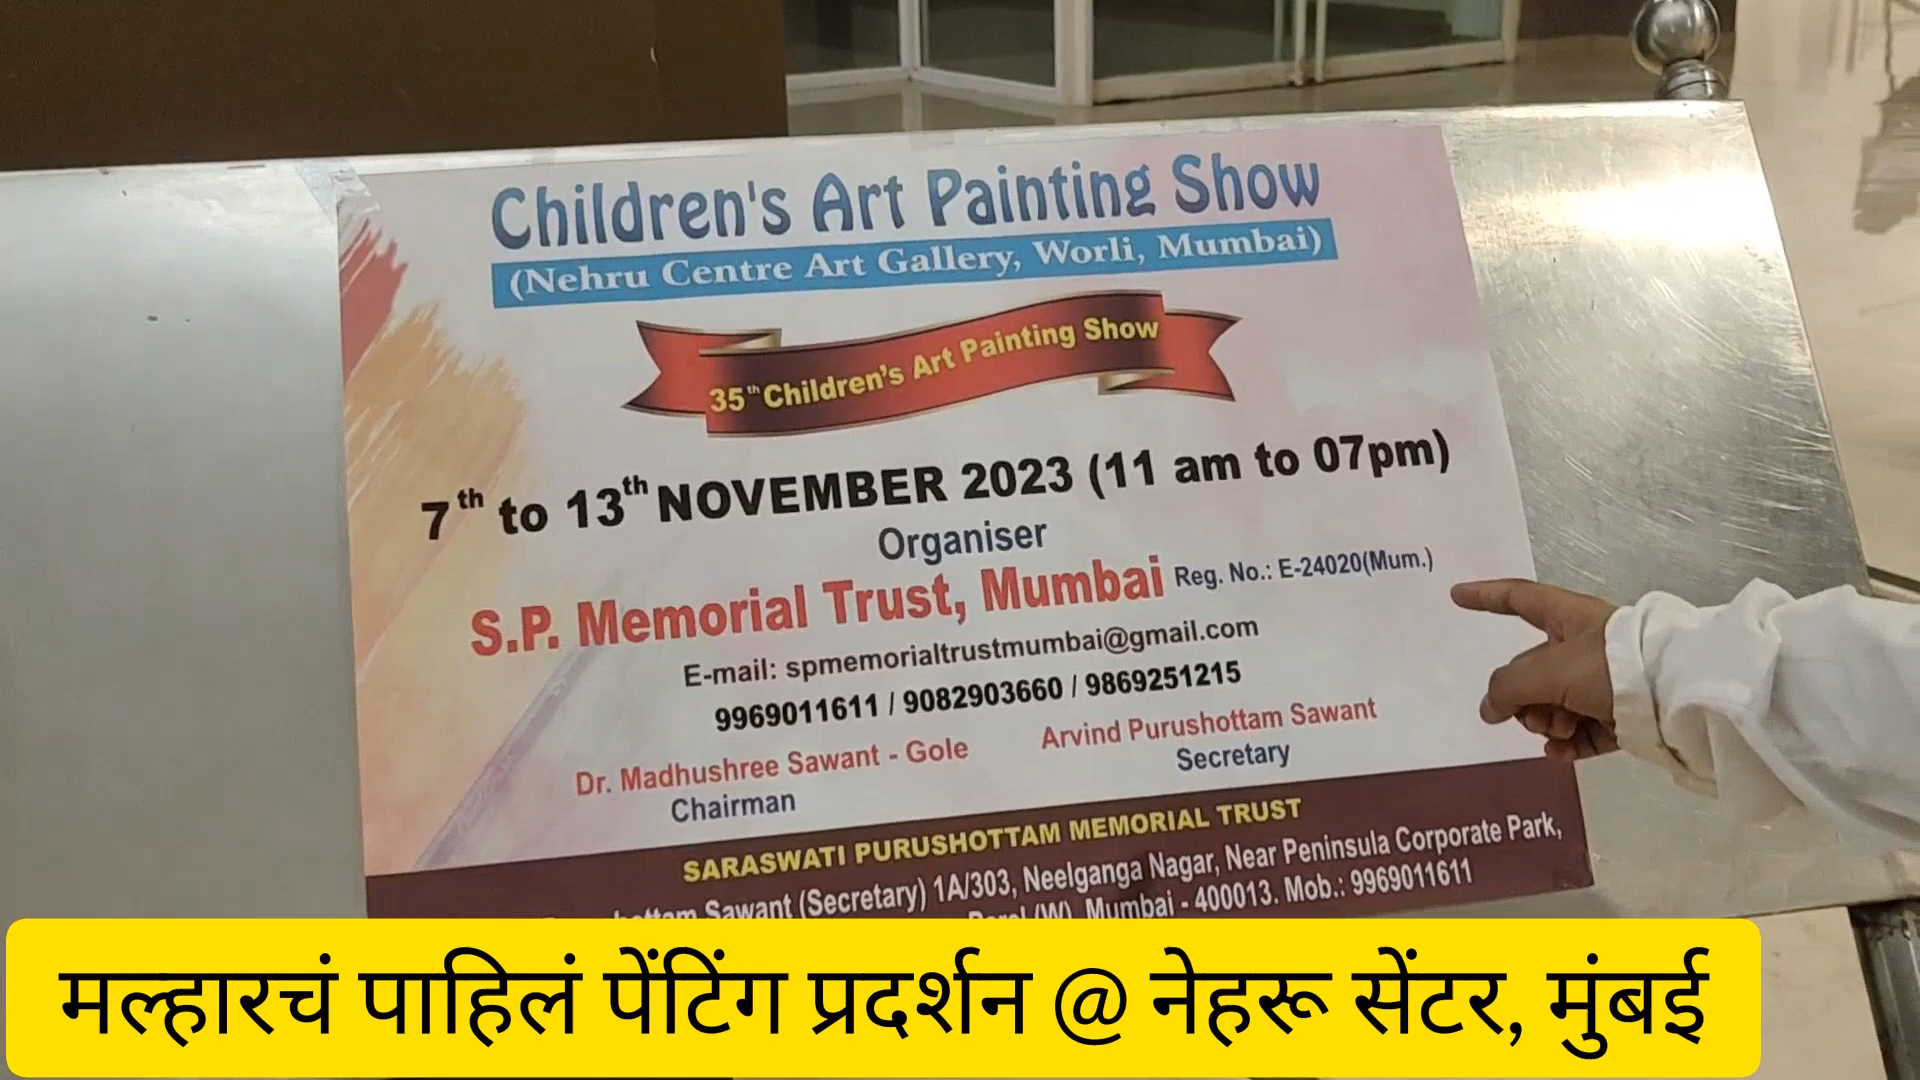 Children's Art Painting Show
(Nehru Centre Art Gallery, Worli, Mumbai)
35th Children's Art Painting Show
7th to 13th NOVEMBER 2023 (11 am to 07pm)
Organiser
S.P. Memorial Trust, Mumbai Reg. No.: E-24020(Mum.)
E-mail: spmemorialtrustmumbai@gmail.com
9969011611 / 9082903660 / 9869251215
Dr. Madhushree Sawant - Gole
Chairman
Arvind Purushottam Sawant
Secretary
SARASWATI PURUSHOTTAM MEMORIAL TRUST
Sawant (Secretary) 1A/303, Neelganga Nagar, Near Peninsula Corporate Park,
(W), Mumbai - 400013. Mob.: 9969011611
मल्हारचं पाहिलं पेंटिंग प्रदर्शन @ नेहरू सेंटर, मुंबई